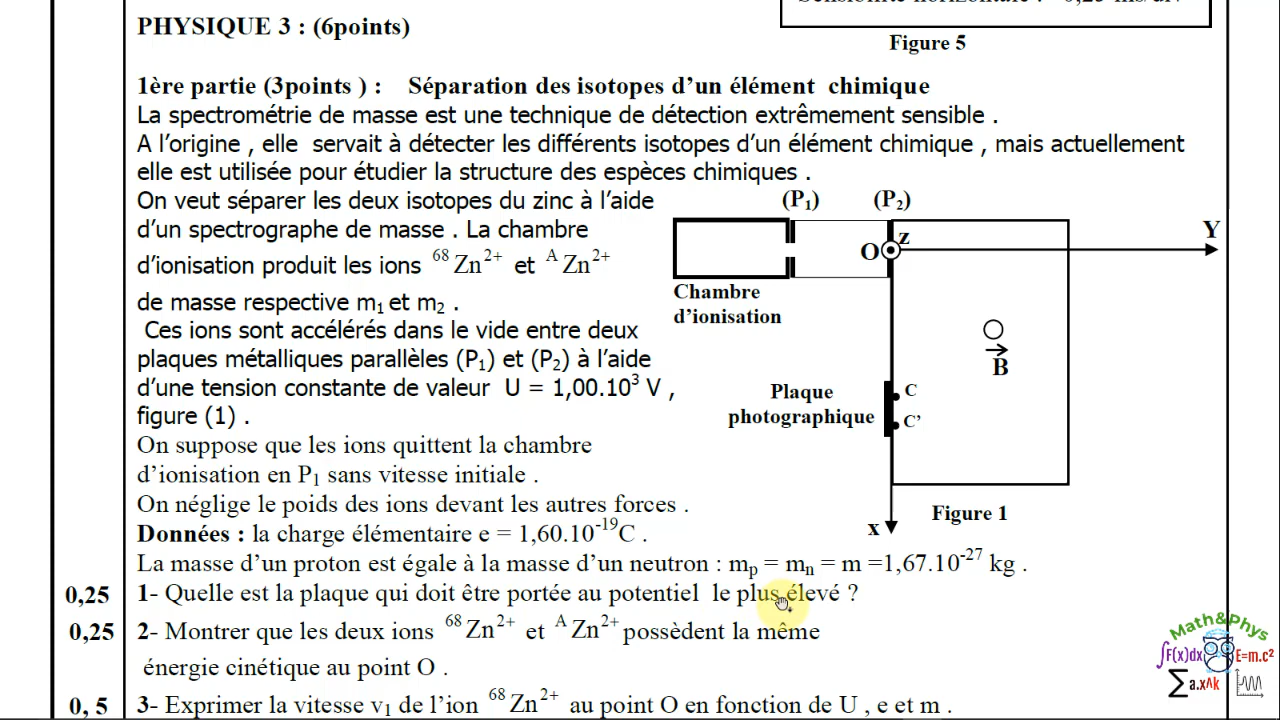 PHYSIQUE 3 : (6points)
Figure 5
1ère partie (3points ) : Séparation des isotopes d’un élément chimique
La spectrométrie de masse est une technique de détection extrêmement sensible .
A l’origine , elle servait à détecter les différents isotopes d’un élément chimique , mais actuellement
elle est utilisée pour étudier la structure des espèces chimiques .
On veut séparer les deux isotopes du zinc à l’aide
d’un spectrographe de masse . La chambre
d’ionisation produit les ions ⁶⁸Zn²⁺ et ᴬZn²⁺
de masse respective m₁ et m₂ .
Ces ions sont accélérés dans le vide entre deux
plaques métalliques parallèles (P₁) et (P₂) à l’aide
d’une tension constante de valeur U = 1,00.10³ V ,
figure (1) .
On suppose que les ions quittent la chambre
d’ionisation en P₁ sans vitesse initiale .
On néglige le poids des ions devant les autres forces .
(P₁) (P₂)
O z Y
Chambre
d’ionisation
B
Plaque
photographique
C
C’
x
Figure 1
Données : la charge élémentaire e = 1,60.10⁻¹⁹C .
La masse d’un proton est égale à la masse d’un neutron : mₚ = mₙ = m =1,67.10⁻²⁷ kg .
0,25 1- Quelle est la plaque qui doit être portée au potentiel le plus élevé ?
0,25 2- Montrer que les deux ions ⁶⁸Zn²⁺ et ᴬZn²⁺ possèdent la même
énergie cinétique au point O .
0, 5 3- Exprimer la vitesse v₁ de l’ion ⁶⁸Zn²⁺ au point O en fonction de U , e et m .
Math&Phys
∫F(x)dx E=m.c²
∑ a.x^k